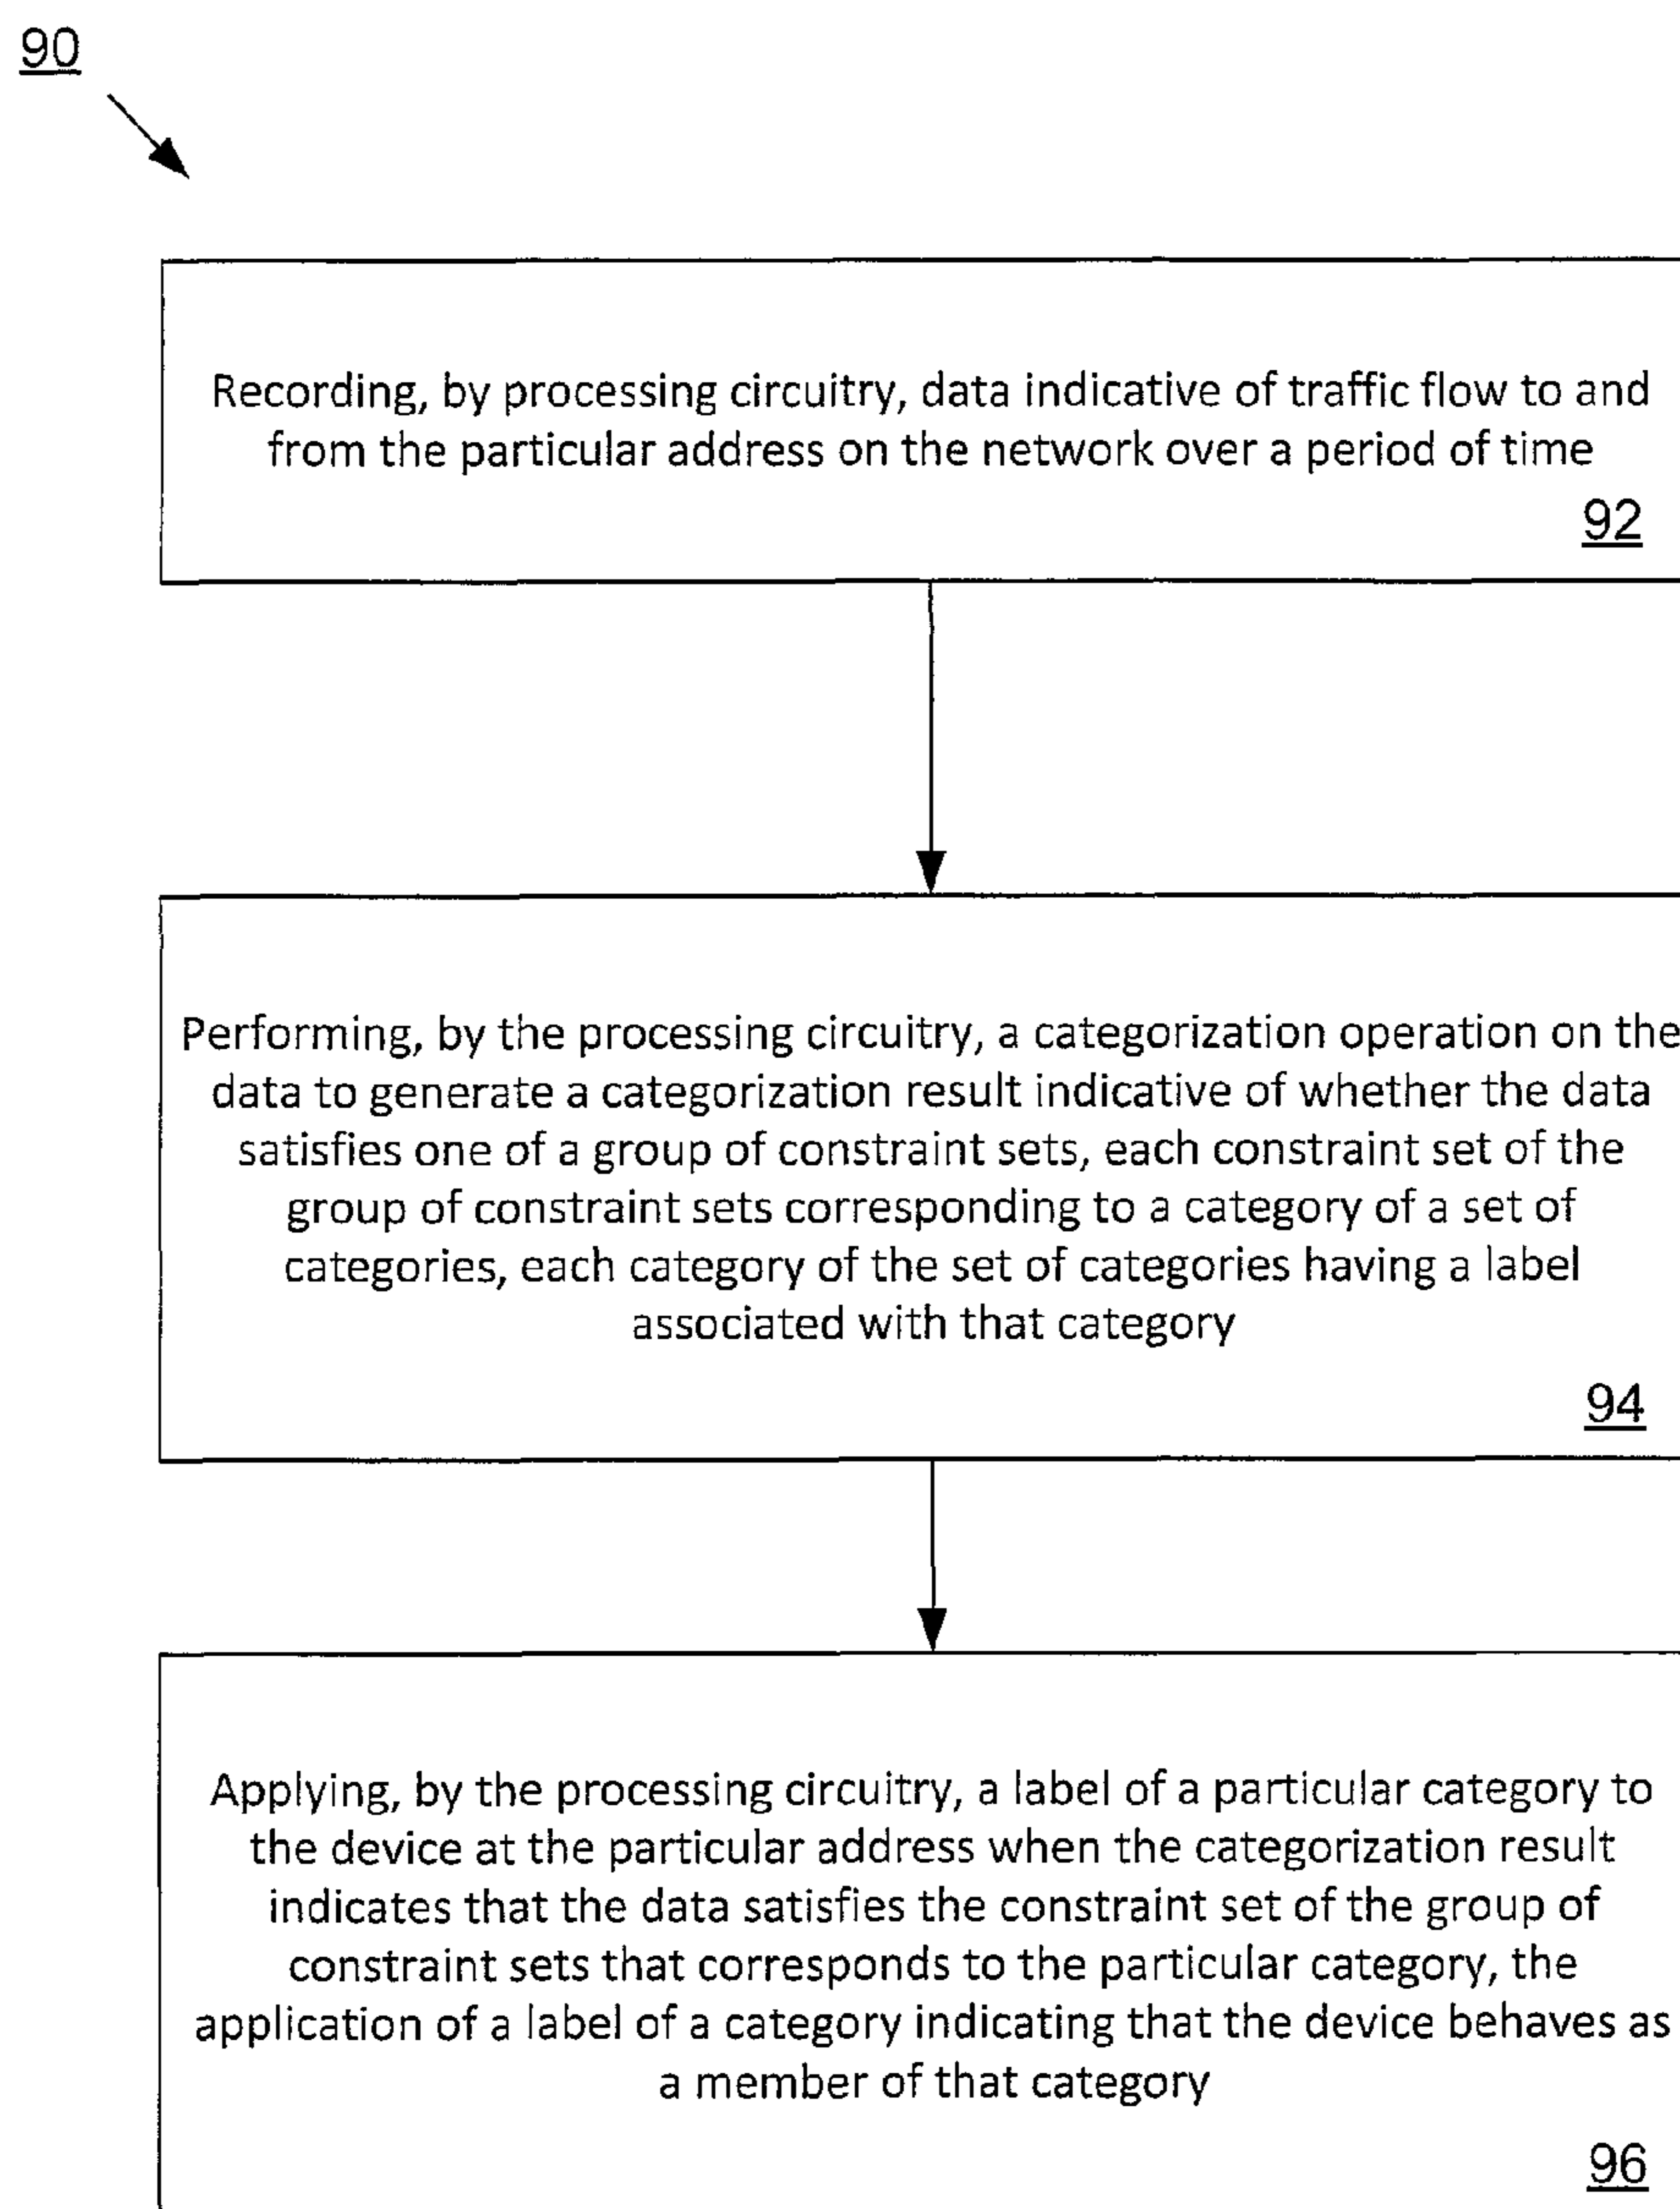 90
Recording, by processing circuitry, data indicative of traffic flow to and
from the particular address on the network over a period of time
92
Performing, by the processing circuitry, a categorization operation on the
data to generate a categorization result indicative of whether the data
satisfies one of a group of constraint sets, each constraint set of the
group of constraint sets corresponding to a category of a set of
categories, each category of the set of categories having a label
associated with that category
94
Applying, by the processing circuitry, a label of a particular category to
the device at the particular address when the categorization result
indicates that the data satisfies the constraint set of the group of
constraint sets that corresponds to the particular category, the
application of a label of a category indicating that the device behaves as
a member of that category
96